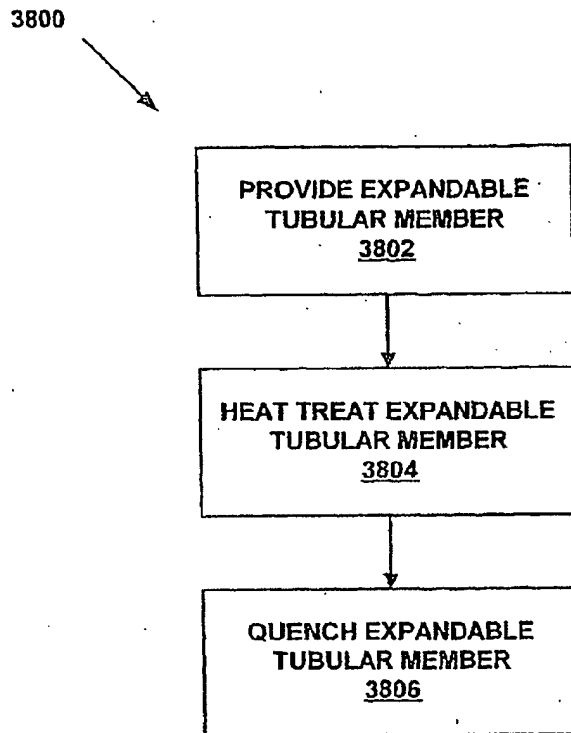 3800
PROVIDE EXPANDABLE
TUBULAR MEMBER
3802
HEAT TREAT EXPANDABLE
TUBULAR MEMBER
3804
QUENCH EXPANDABLE
TUBULAR MEMBER
3806